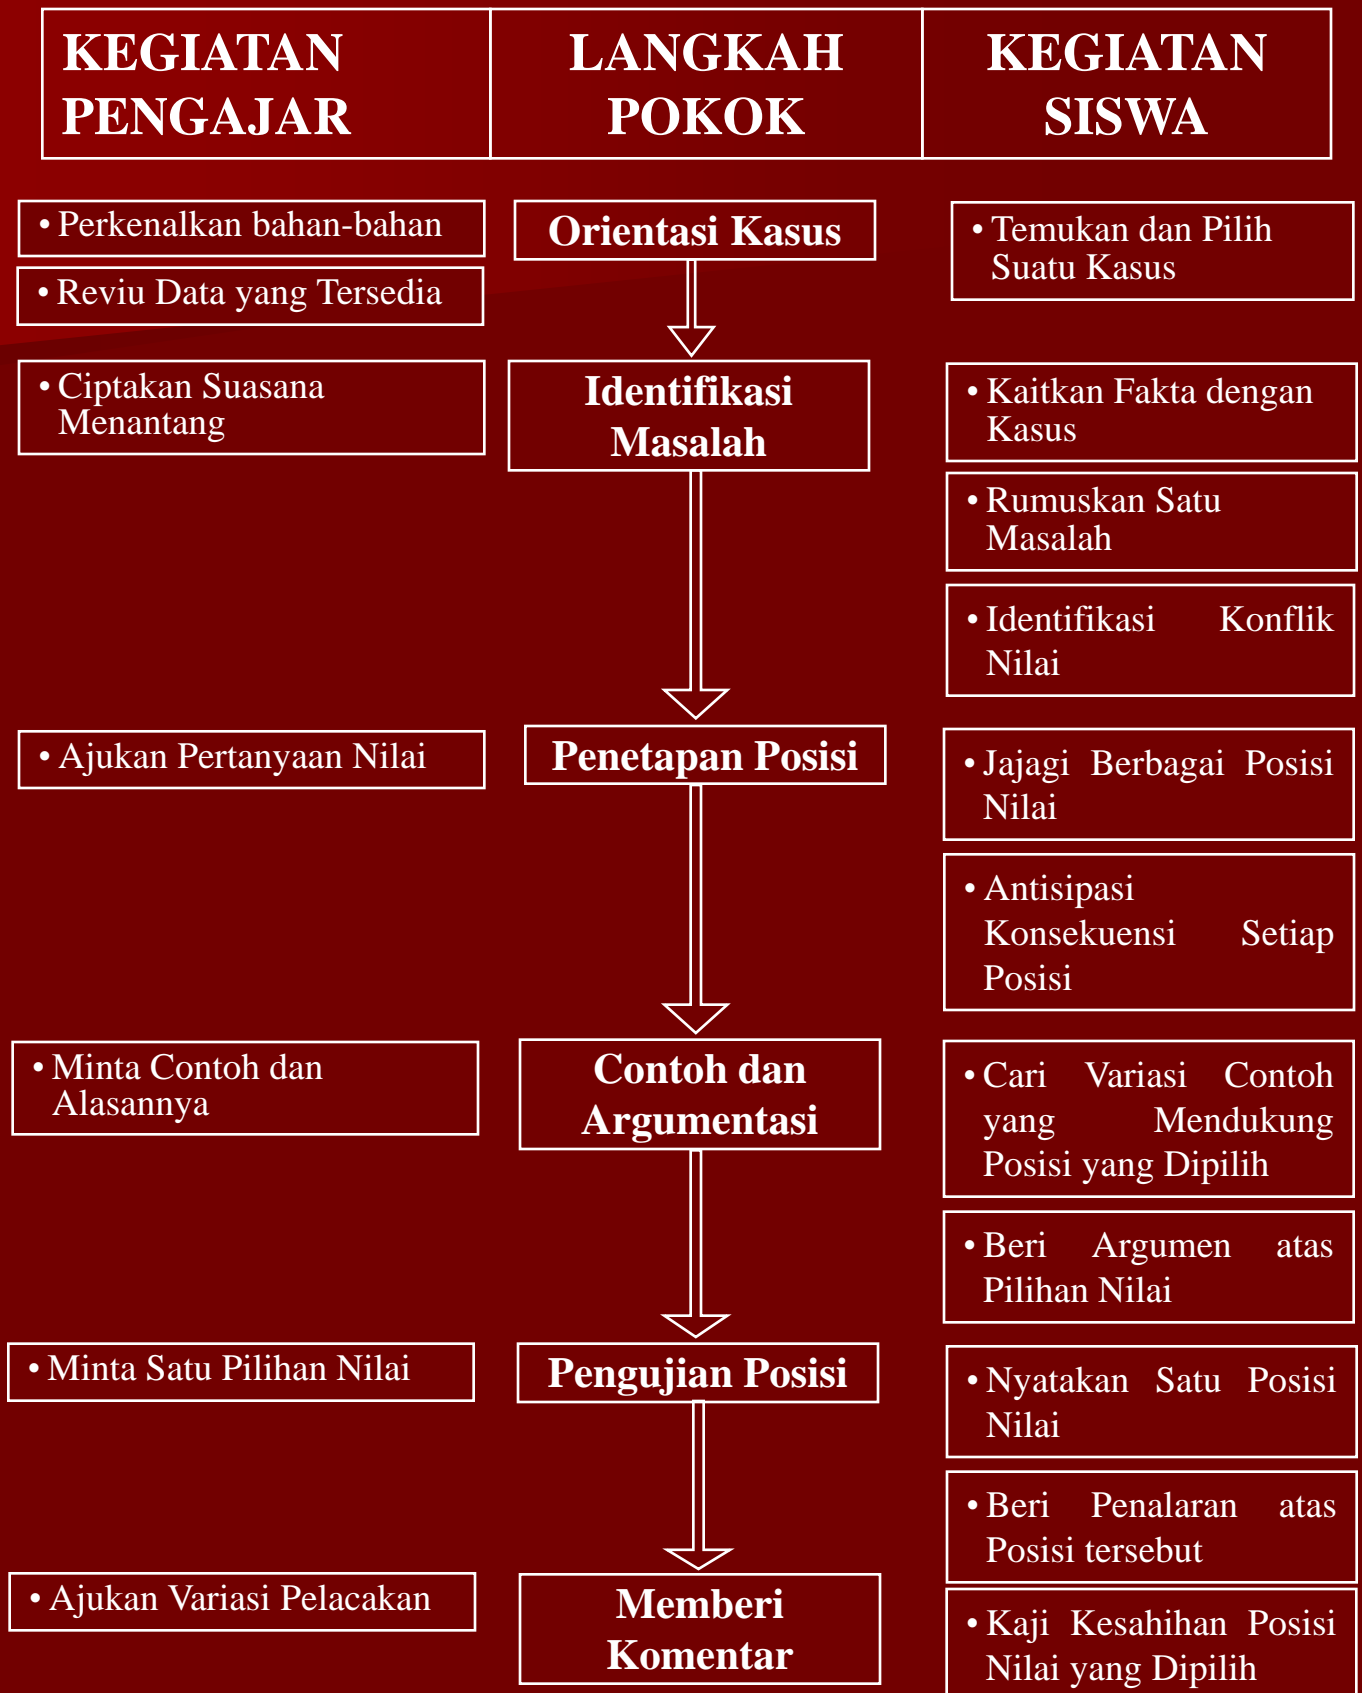 KEGIATAN
PENGAJAR
LANGKAH
POKOK
KEGIATAN
SISWA
• Perkenalkan bahan-bahan
• Reviu Data yang Tersedia
Orientasi Kasus
• Temukan dan Pilih
Suatu Kasus
• Ciptakan Suasana
Menantang
Identifikasi
Masalah
• Kaitkan Fakta dengan
Kasus
• Rumuskan Satu
Masalah
• Identifikasi Konflik
Nilai
• Ajukan Pertanyaan Nilai
Penetapan Posisi
• Jajagi Berbagai Posisi
Nilai
• Antisipasi
Konsekuensi Setiap
Posisi
• Minta Contoh dan
Alasannya
Contoh dan
Argumentasi
• Cari Variasi Contoh
yang Mendukung
Posisi yang Dipilih
• Beri Argumen atas
Pilihan Nilai
• Minta Satu Pilihan Nilai
Pengujian Posisi
• Nyatakan Satu Posisi
Nilai
• Beri Penalaran atas
Posisi tersebut
• Ajukan Variasi Pelacakan
Memberi
Komentar
• Kaji Kesahihan Posisi
Nilai yang Dipilih